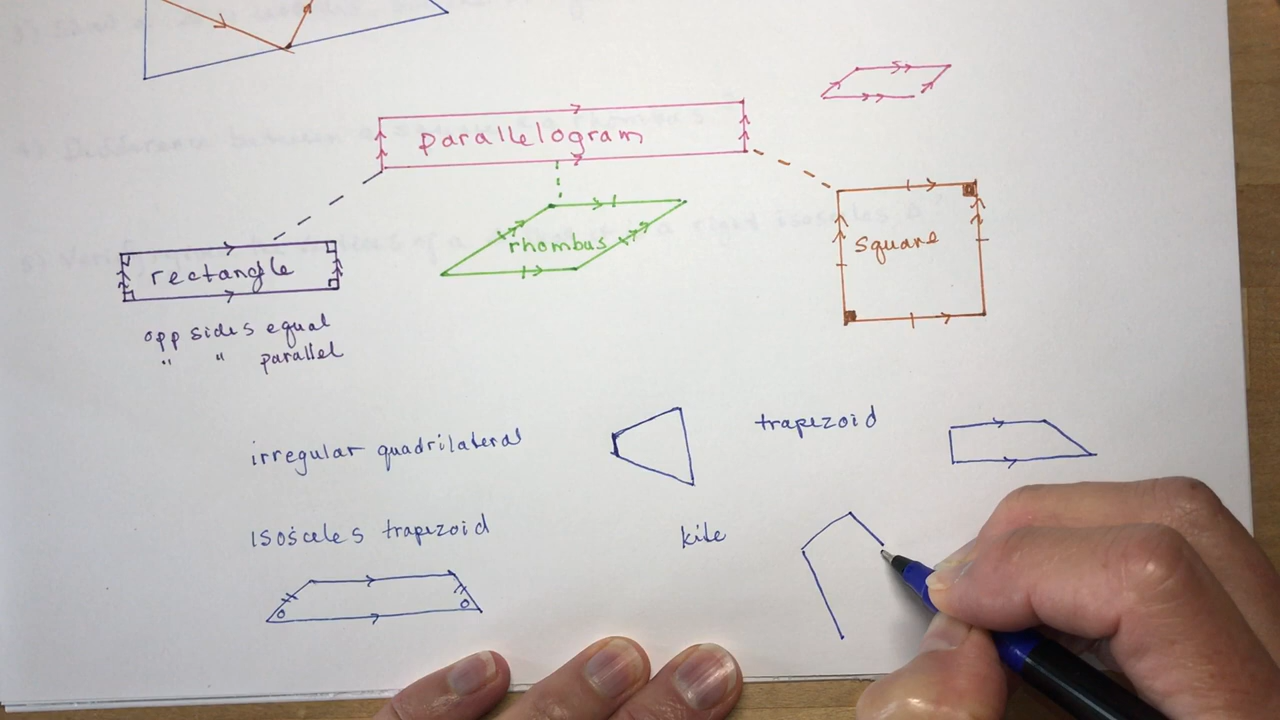 parallelogram
rhombus
square
rectangle
opp sides equal
" " parallel
irregular quadrilateral
trapezoid
isosceles trapezoid
kite